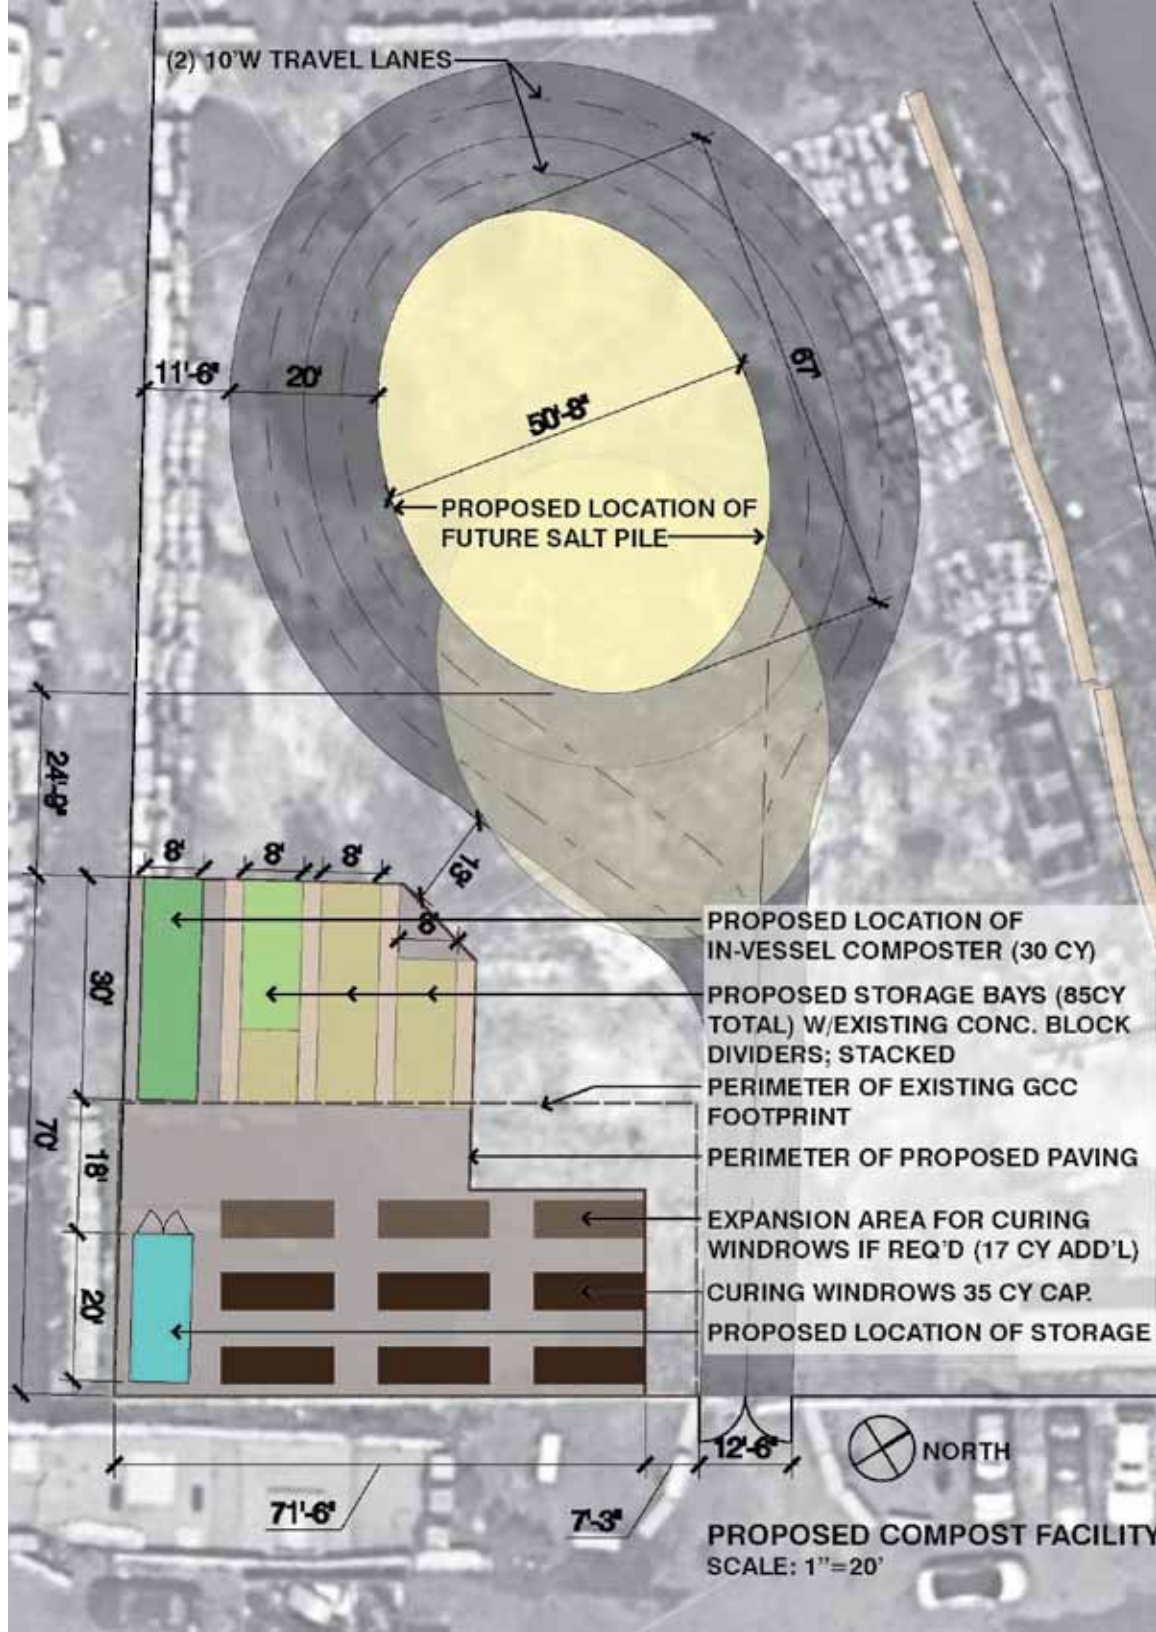 (2) 10'W TRAVEL LANES
11'-6"
20'
67'
50'-8"
PROPOSED LOCATION OF
FUTURE SALT PILE
24'-9"
8'
8'
8'
13'
8'
PROPOSED LOCATION OF
IN-VESSEL COMPOSTER (30 CY)
30'
PROPOSED STORAGE BAYS (85CY
TOTAL) W/EXISTING CONC. BLOCK
DIVIDERS; STACKED
PERIMETER OF EXISTING GCC
FOOTPRINT
70'
18'
PERIMETER OF PROPOSED PAVING
EXPANSION AREA FOR CURING
WINDROWS IF REQ'D (17 CY ADD'L)
CURING WINDROWS 35 CY CAP.
20'
PROPOSED LOCATION OF STORAGE
12'-6"
NORTH
71'-6"
7'-3"
PROPOSED COMPOST FACILITY
SCALE: 1"=20'